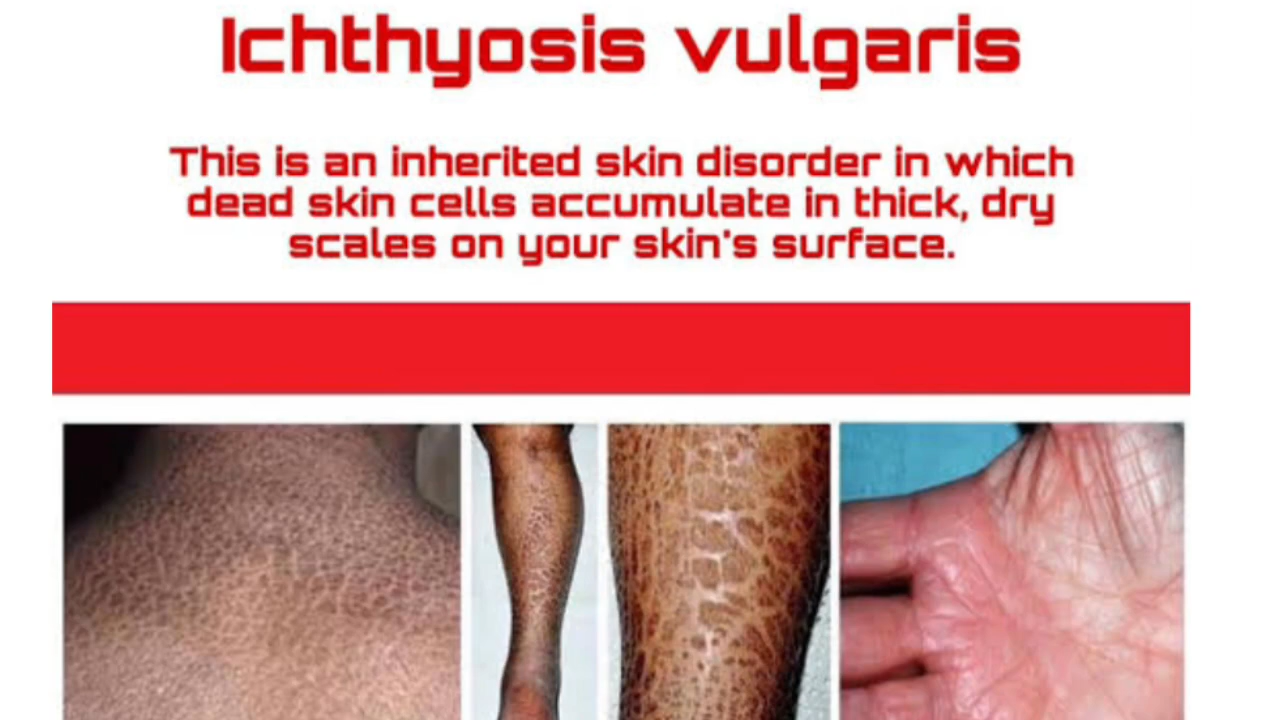 Ichthyosis vulgaris
This is an inherited skin disorder in which
dead skin cells accumulate in thick, dry
scales on your skin's surface.